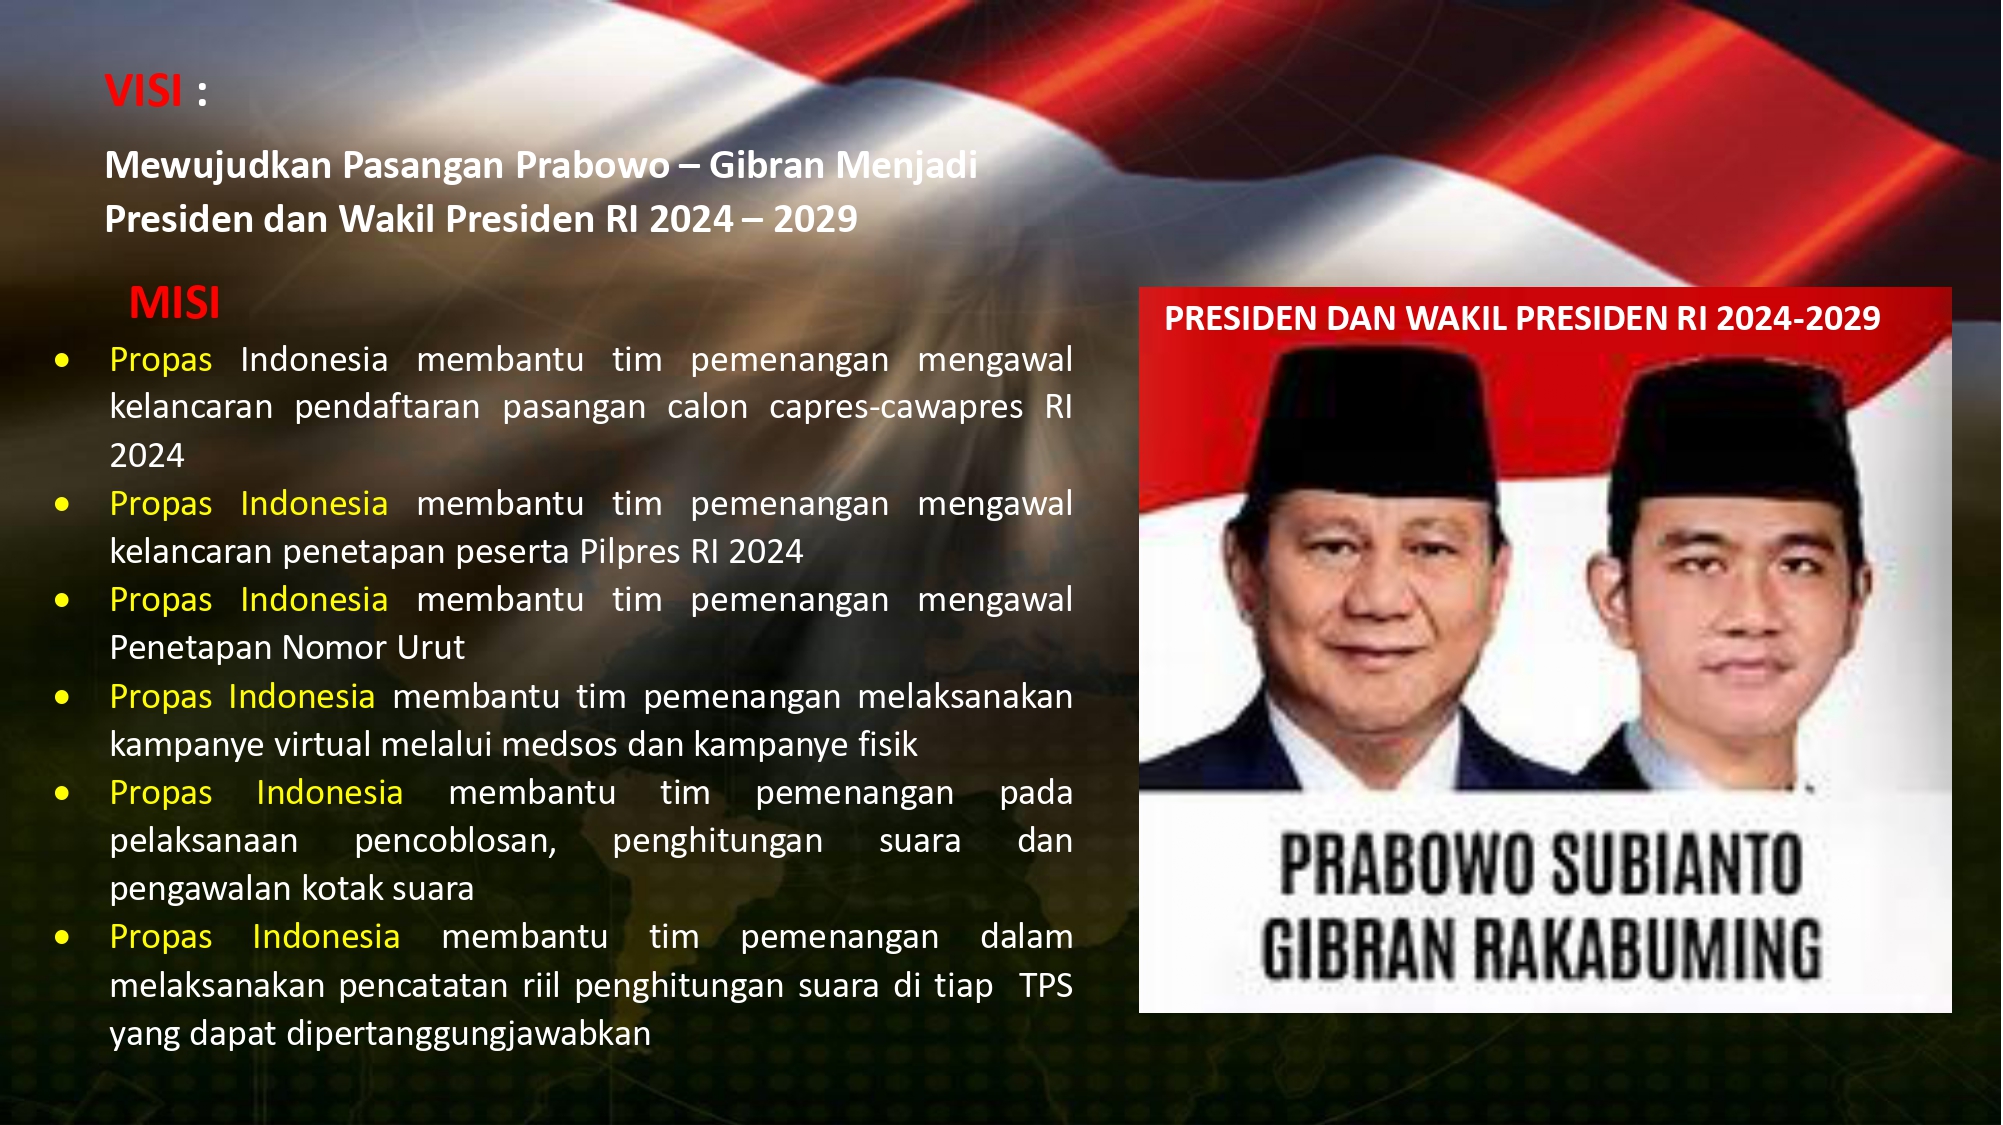 VISI :
Mewujudkan Pasangan Prabowo – Gibran Menjadi
Presiden dan Wakil Presiden RI 2024 – 2029
MISI
• Propas Indonesia membantu tim pemenangan mengawal
kelancaran pendaftaran pasangan calon capres-cawapres RI
2024
• Propas Indonesia membantu tim pemenangan mengawal
kelancaran penetapan peserta Pilpres RI 2024
• Propas Indonesia membantu tim pemenangan mengawal
Penetapan Nomor Urut
• Propas Indonesia membantu tim pemenangan melaksanakan
kampanye virtual melalui medsos dan kampanye fisik
• Propas Indonesia membantu tim pemenangan pada
pelaksanaan pencoblosan, penghitungan suara dan
pengawalan kotak suara
• Propas Indonesia membantu tim pemenangan dalam
melaksanakan pencatatan riil penghitungan suara di tiap TPS
yang dapat dipertanggungjawabkan
PRESIDEN DAN WAKIL PRESIDEN RI 2024-2029
PRABOWO SUBIANTO
GIBRAN RAKABUMING